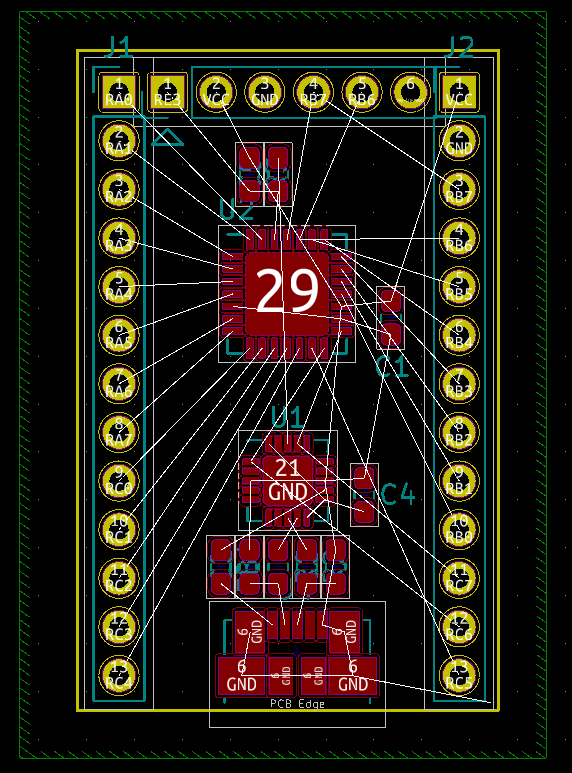 J1
J2
1
RA0
1
RE3
2
VCC
3
GND
4
RB7
5
RB6
6
1
VCC
2
RA1
2
GND
3
RA2
3
RB7
4
RA3
4
RB6
5
RA4
5
RB5
6
RA5
6
RB4
7
RA6
7
RB3
8
RA7
8
RB2
9
RC0
9
RB1
10
RC1
10
RB0
11
RC2
11
RC7
12
RC3
12
RC6
13
RC4
13
RC5
U2
29
C1
U1
21
GND
C4
6
GND
6
GND
6
GND
6
GND
6
GND
6
GND
PCB Edge